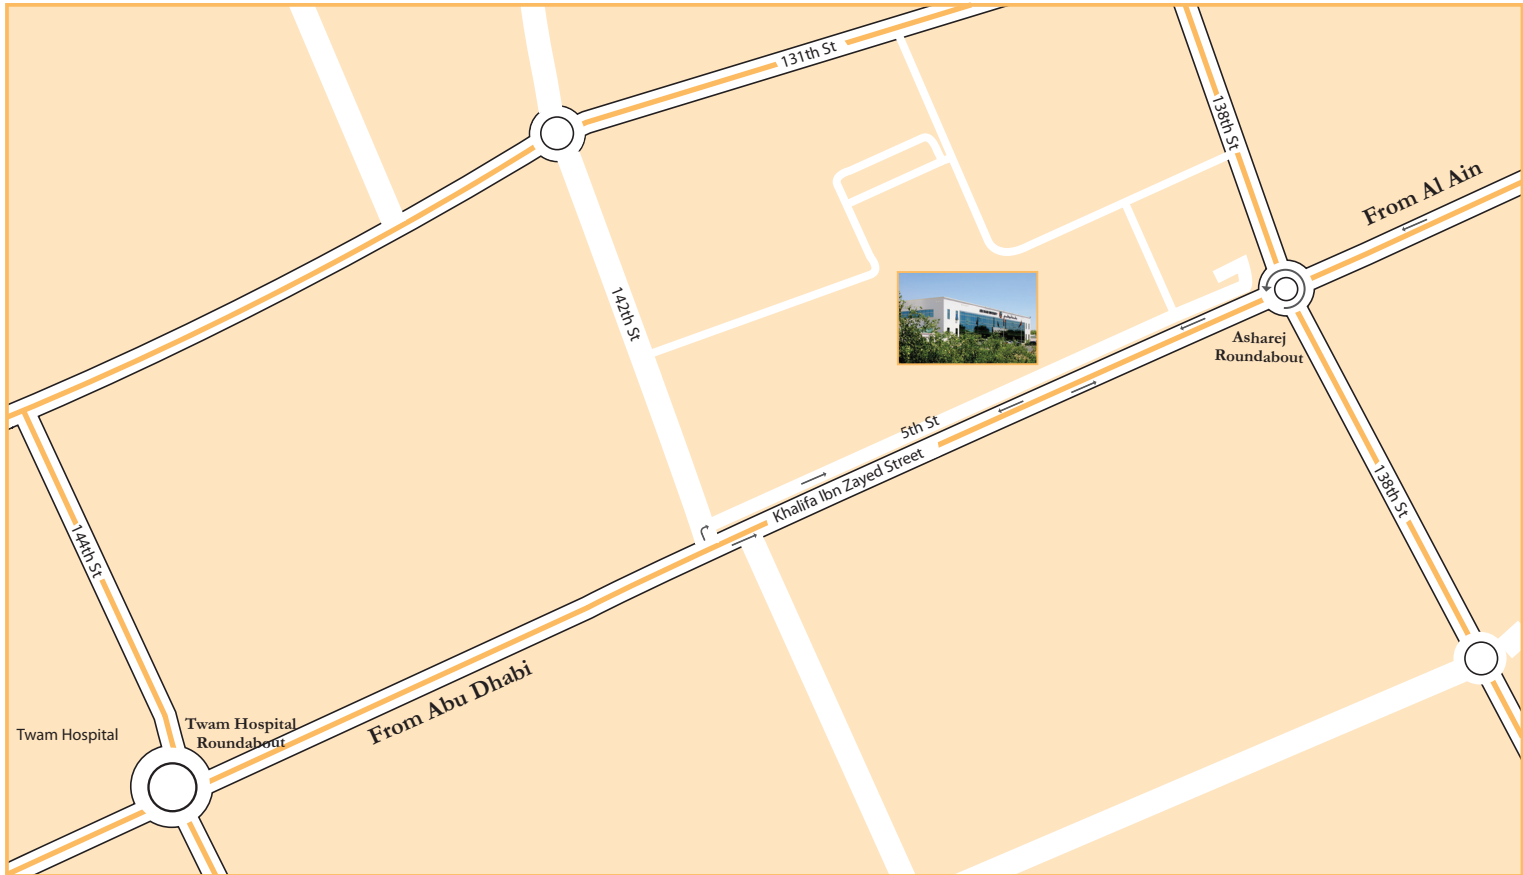 131th St
138th St
From Al Ain
142th St
Asharej
Roundabout
5th St
Khalifa Ibn Zayed Street
138th St
144th St
From Abu Dhabi
Twam Hospital
Twam Hospital
Roundabout